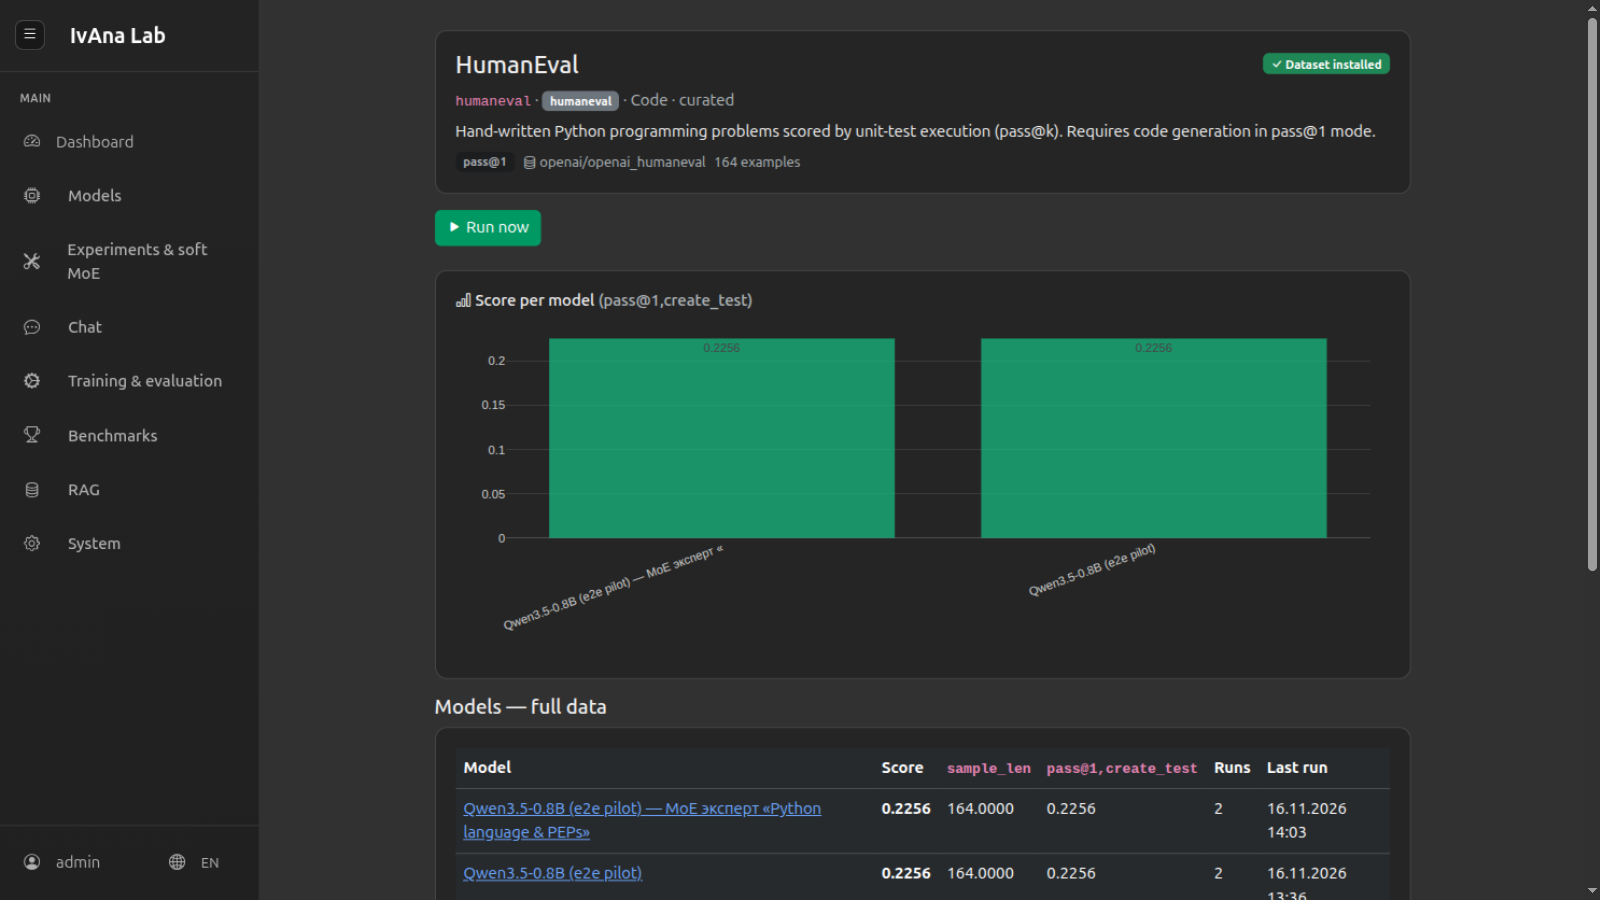 IvAna Lab
MAIN
Dashboard
Models
Experiments & soft
MoE
Chat
Training & evaluation
Benchmarks
RAG
System
admin
EN
HumanEval
Dataset installed
humaneval · humaneval · Code · curated
Hand-written Python programming problems scored by unit-test execution (pass@k). Requires code generation in pass@1 mode.
pass@1 openai/openai_humaneval 164 examples
Run now
Score per model (pass@1,create_test)
0.2256 0.2256
0.2
0.15
0.1
0.05
0
Qwen3.5-0.8B (e2e pilot) — MoE эксперт «
Qwen3.5-0.8B (e2e pilot)
Models — full data
Model Score sample_len pass@1,create_test Runs Last run
Qwen3.5-0.8B (e2e pilot) — MoE эксперт «Python 0.2256 164.0000 0.2256 2 16.11.2026
language & PEPs» 14:03
Qwen3.5-0.8B (e2e pilot) 0.2256 164.0000 0.2256 2 16.11.2026
13:36